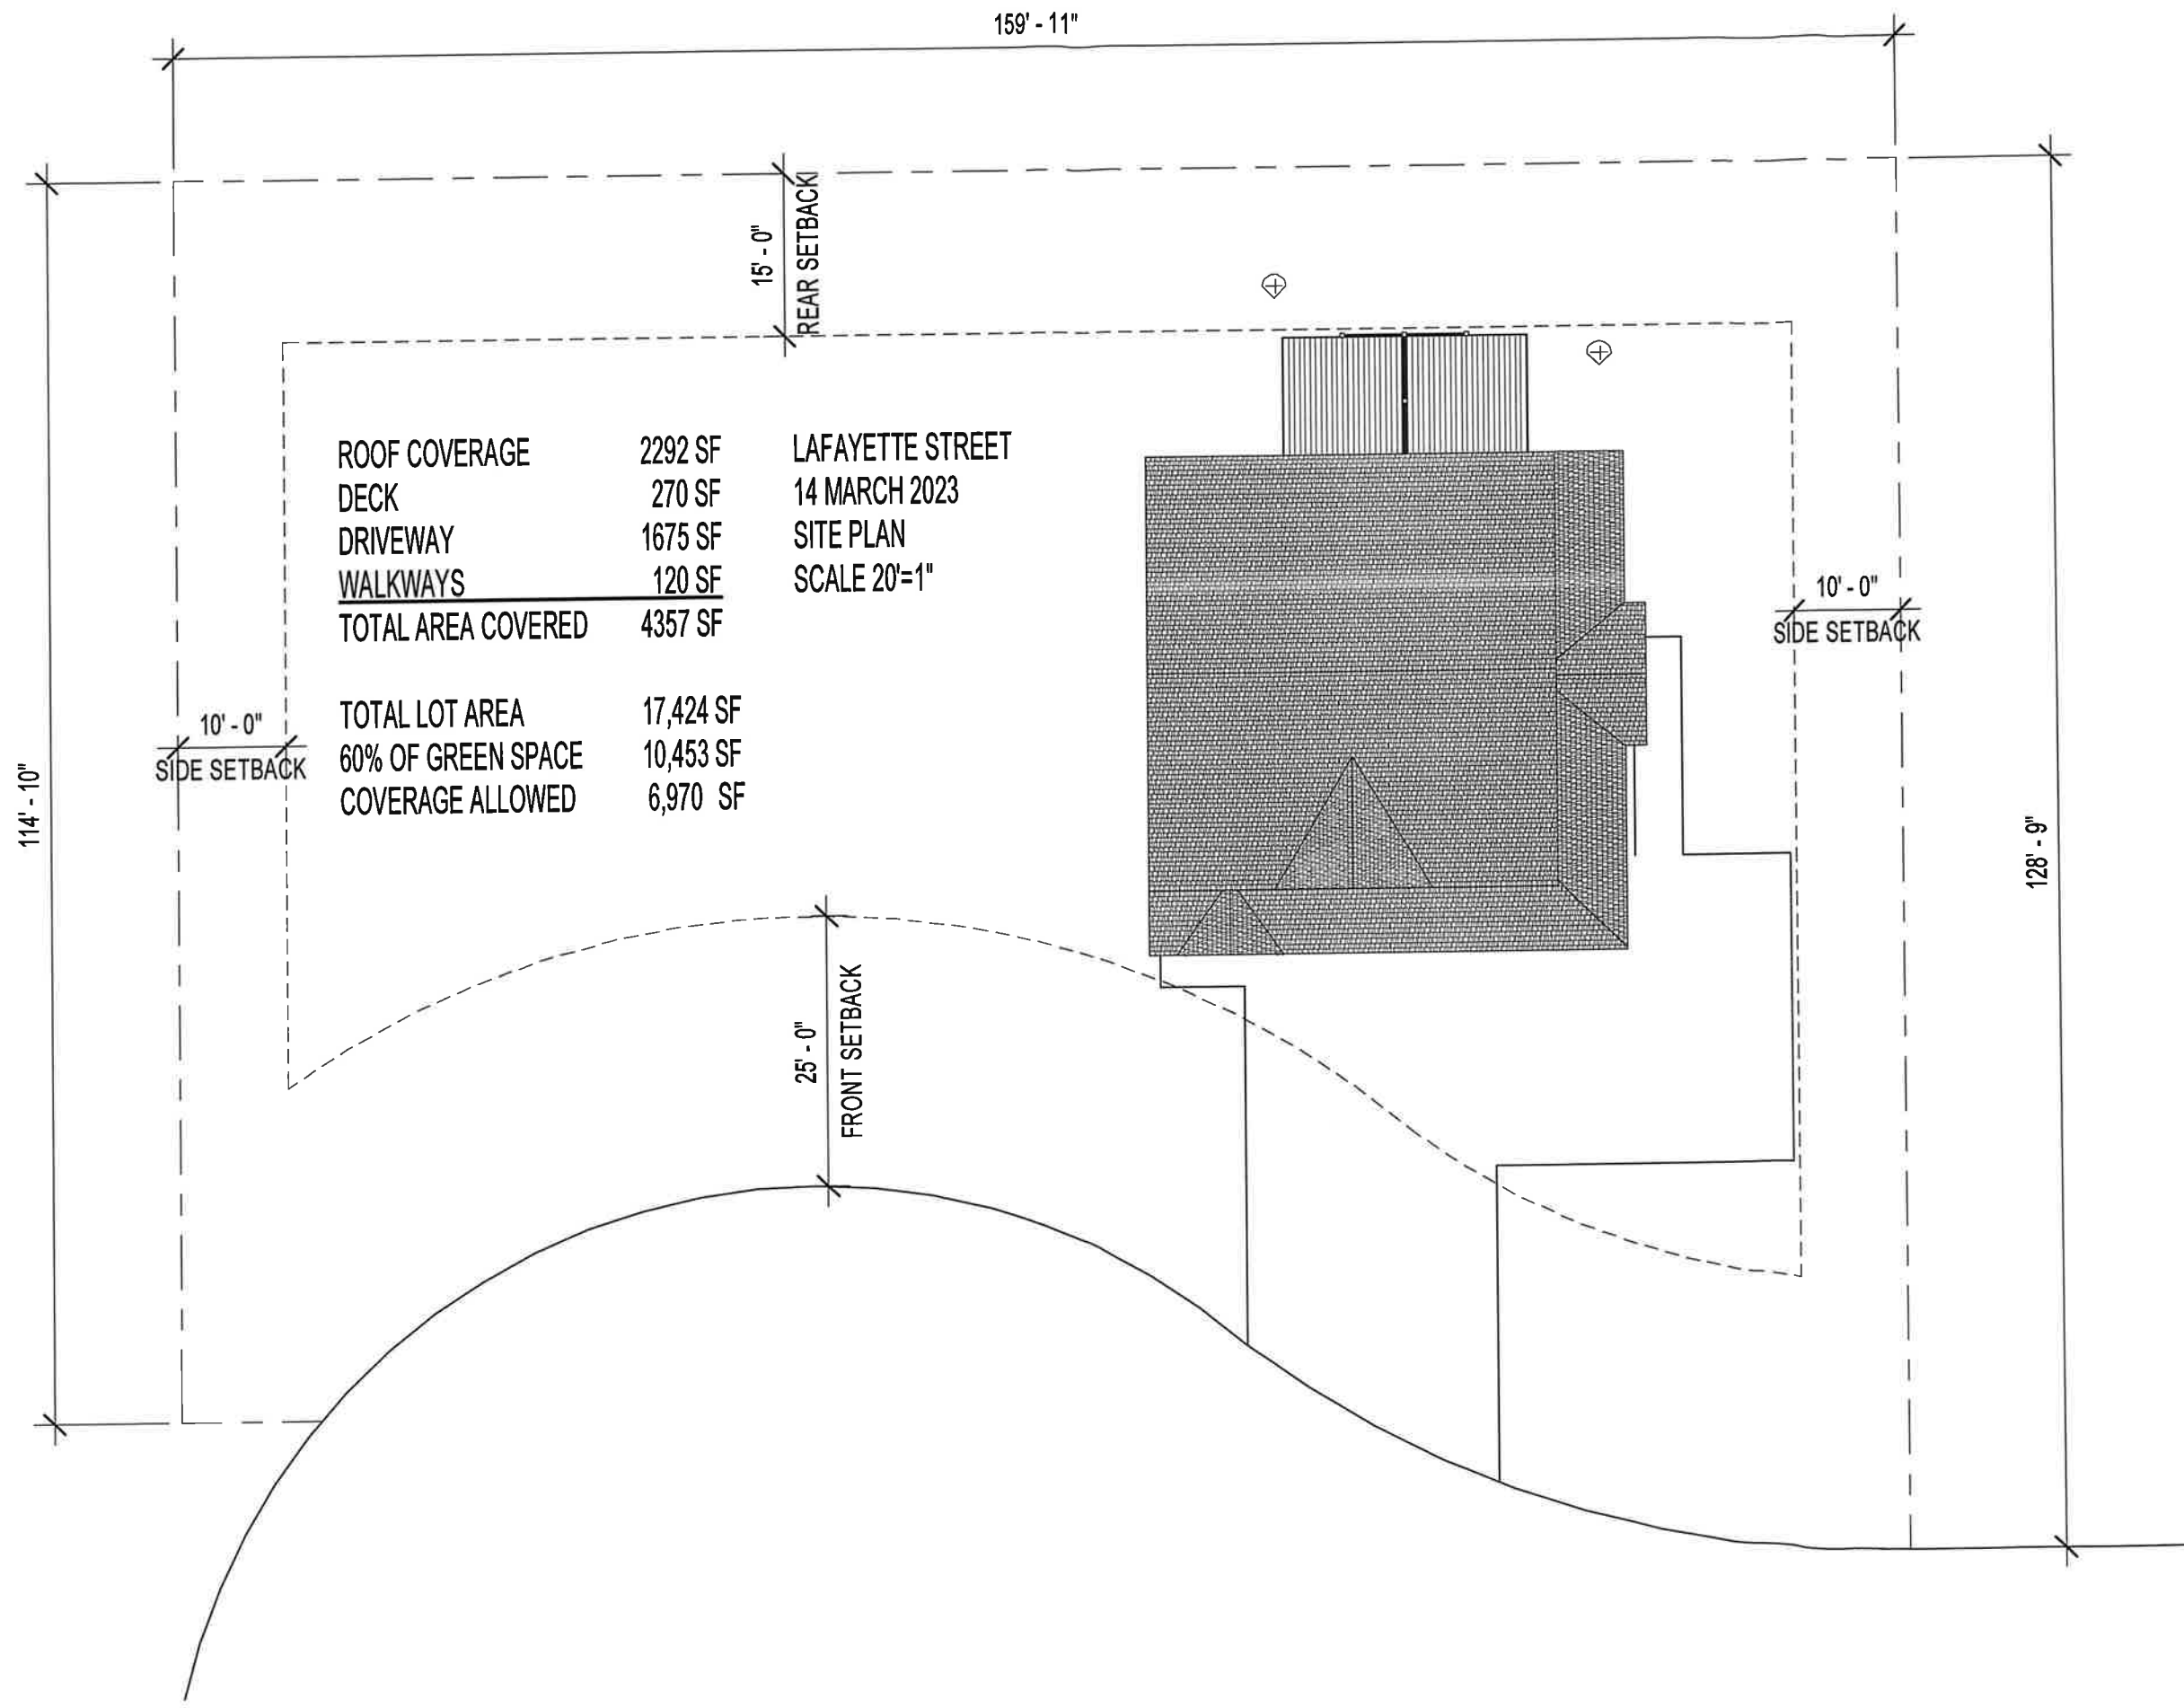 159' - 11"
15' - 0"
REAR SETBACK
ROOF COVERAGE 2292 SF
DECK 270 SF
DRIVEWAY 1675 SF
WALKWAYS 120 SF
TOTAL AREA COVERED 4357 SF
TOTAL LOT AREA 17,424 SF
60% OF GREEN SPACE 10,453 SF
COVERAGE ALLOWED 6,970 SF
LAFAYETTE STREET
14 MARCH 2023
SITE PLAN
SCALE 20'=1"
10' - 0"
SIDE SETBACK
10' - 0"
SIDE SETBACK
114' - 10"
128' - 9"
25' - 0"
FRONT SETBACK